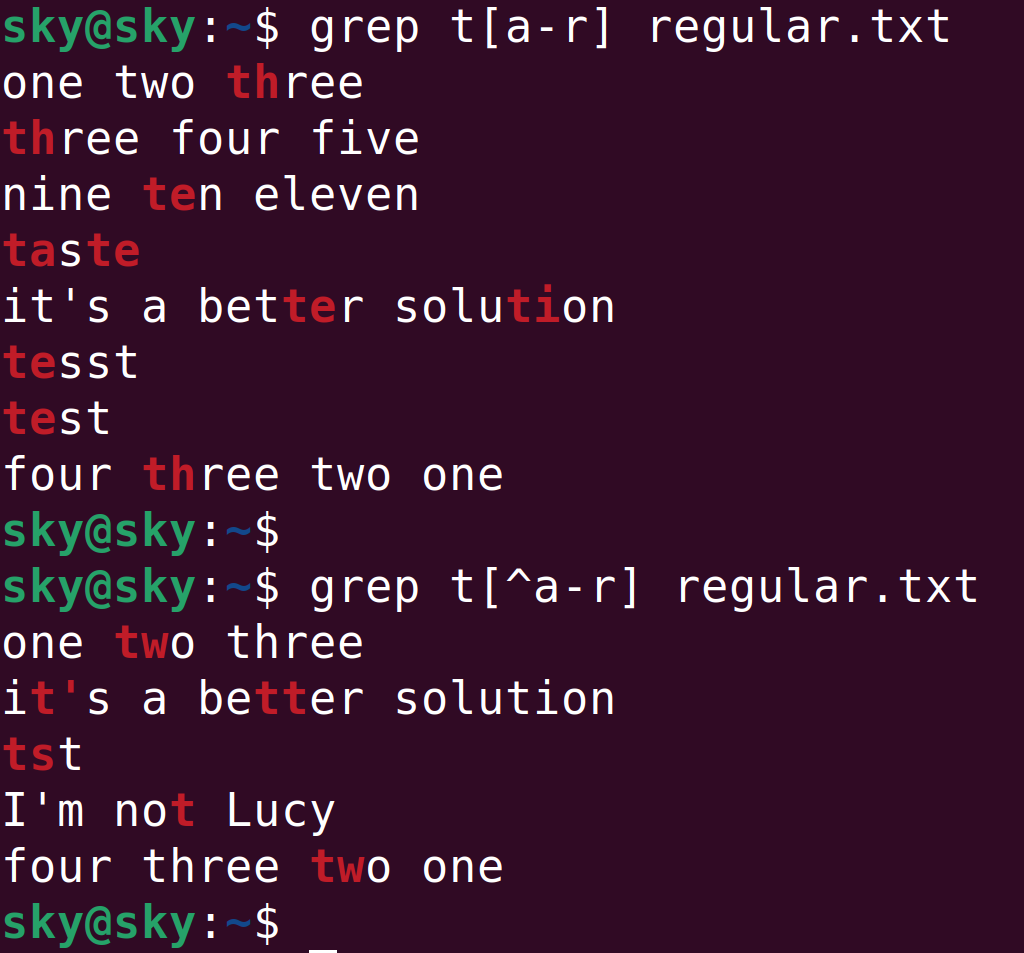 sky@sky:~$ grep t[a-r] regular.txt
one two three
three four five
nine ten eleven
taste
it's a better solution
tesst
test
four three two one
sky@sky:~$
sky@sky:~$ grep t[^a-r] regular.txt
one two three
it's a better solution
tst
I'm not Lucy
four three two one
sky@sky:~$